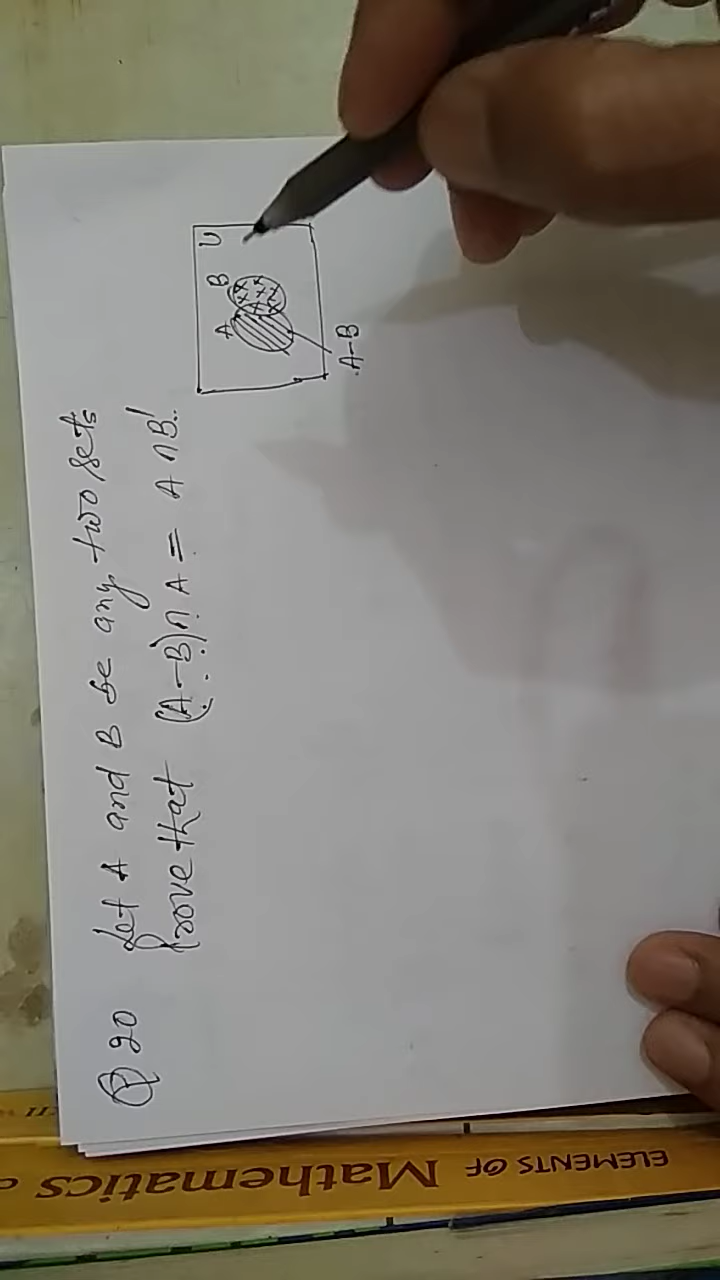 Q 20 Let A and B be any two sets
Prove that (A-B)∩A = A∩B'.
U
A B
A-B
ELEMENTS OF Mathematics